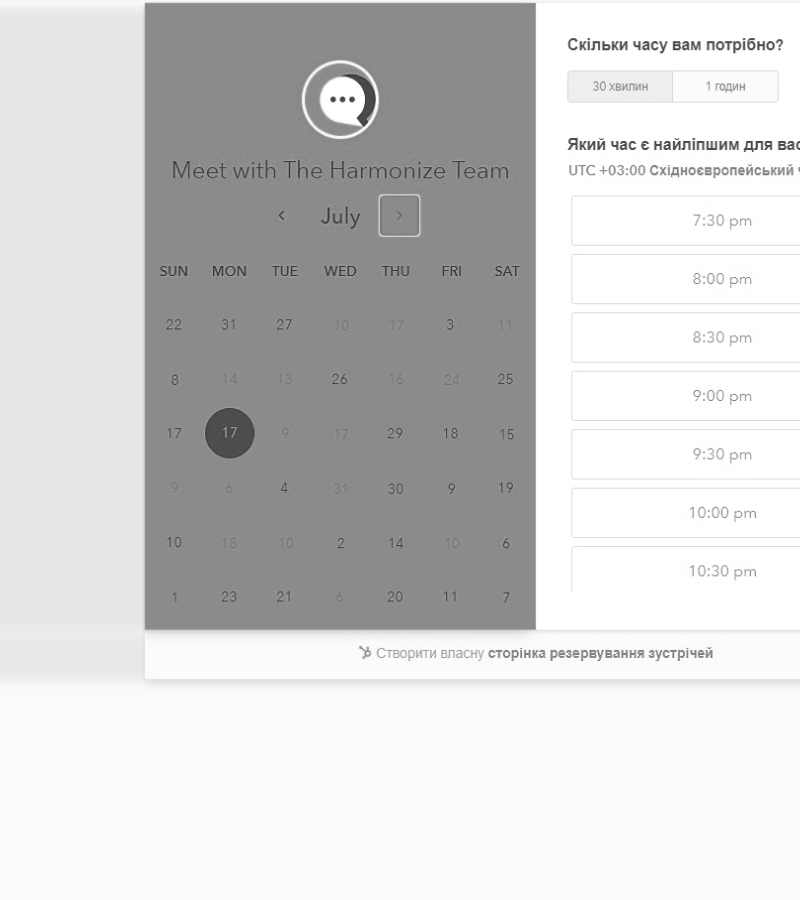 Meet with The Harmonize Team
July
SUN MON TUE WED THU FRI SAT
22 31 27 10 17 3 11
8 14 13 26 16 24 25
17 17 9 17 29 18 15
9 6 4 31 30 9 19
10 18 10 2 14 10 6
1 23 21 6 20 11 7
Скільки часу вам потрібно?
30 хвилин 1 годин
Який час є найліпшим для вас
UTC +03:00 Східноєвропейський ч
7:30 pm
8:00 pm
8:30 pm
9:00 pm
9:30 pm
10:00 pm
10:30 pm
Створити власну сторінка резервування зустрічей